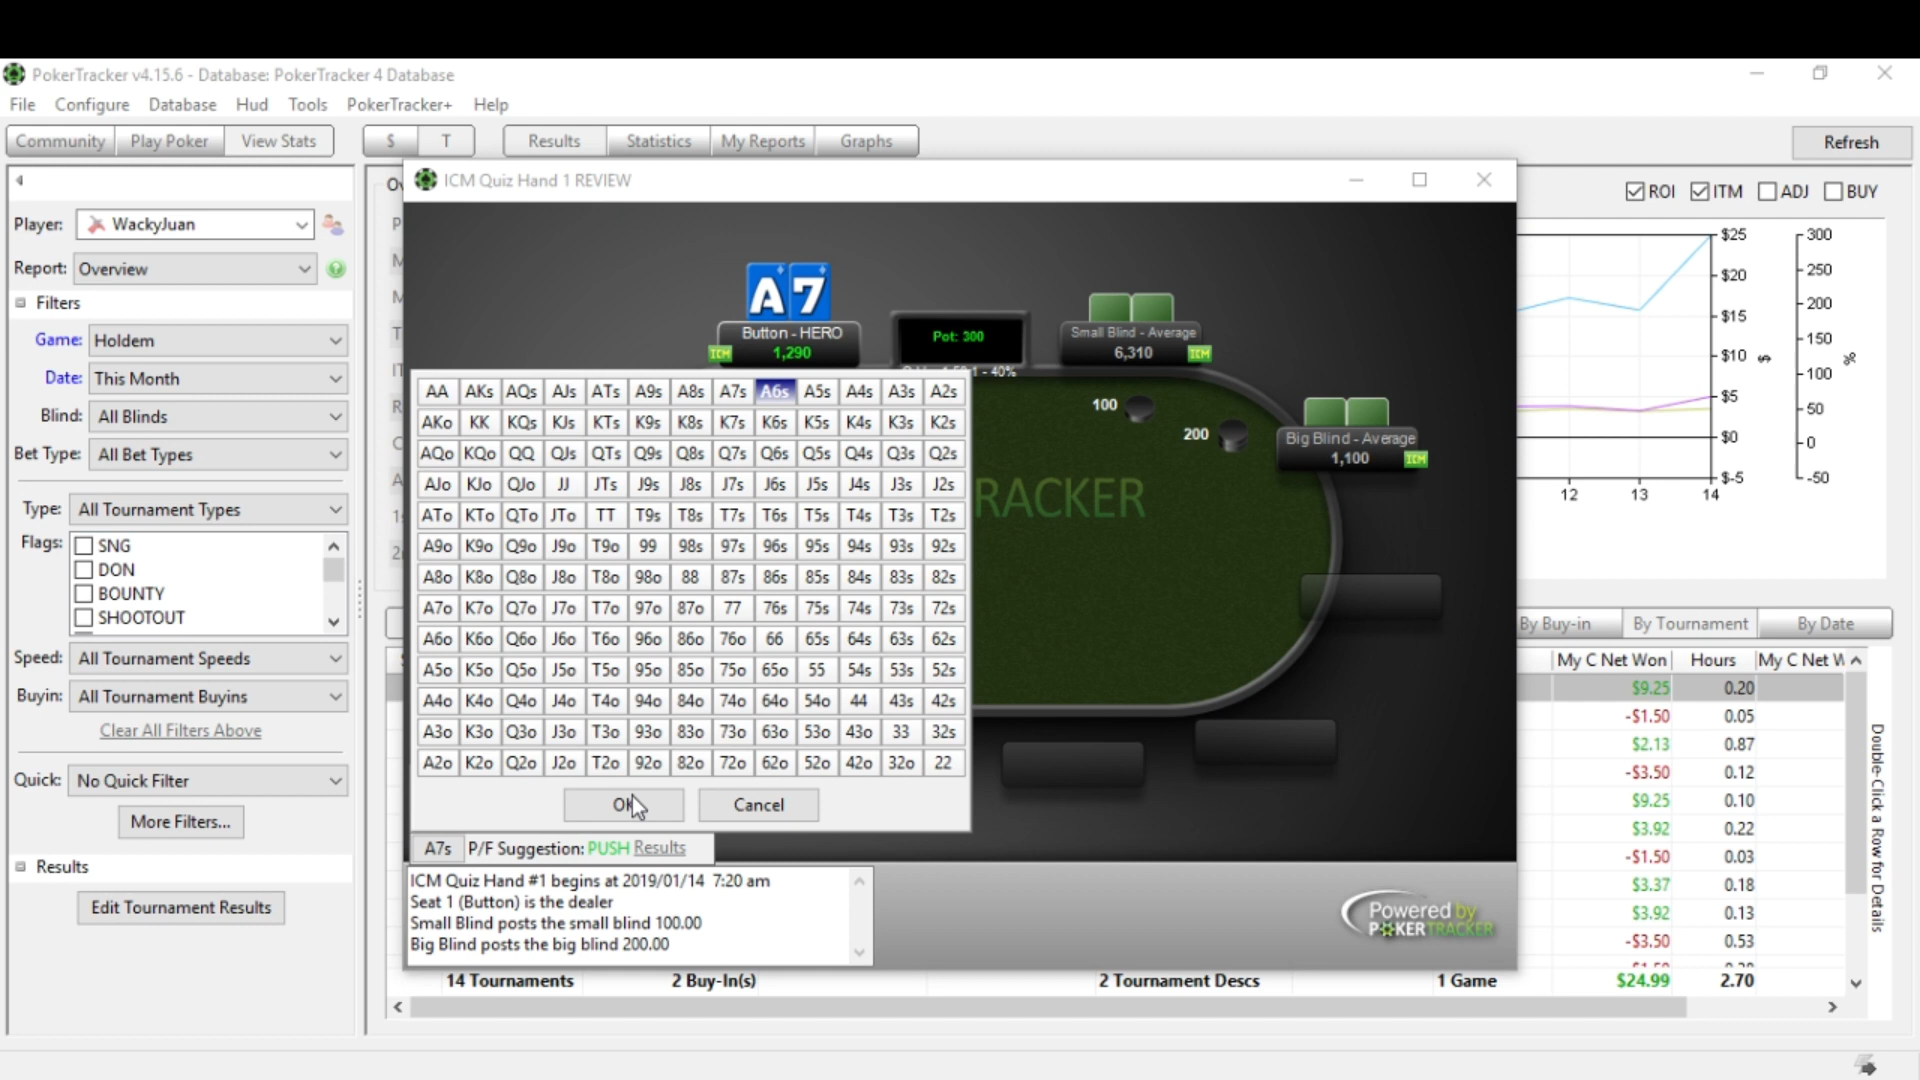 PokerTracker v4.15.6 - Database: PokerTracker 4 Database
File Configure Database Hud Tools PokerTracker+ Help
Community Play Poker View Stats $ T Results Statistics My Reports Graphs Refresh
ICM Quiz Hand 1 REVIEW
ROI ITM ADJ BUY
Player: WackyJuan
Report: Overview
Filters
Game: Holdem
Date: This Month
Blind: All Blinds
Bet Type: All Bet Types
Type: All Tournament Types
Flags: SNG
DON
BOUNTY
SHOOTOUT
Speed: All Tournament Speeds
Buyin: All Tournament Buyins
Clear All Filters Above
Quick: No Quick Filter
More Filters...
Results
Edit Tournament Results
A 7
Button - HERO
ICM 1,290
Pot: 300
Small Blind - Average
6,310 ICM
100
200
Big Blind - Average
1,100 ICM
RACKER
AA AKs AQs AJs ATs A9s A8s A7s A6s A5s A4s A3s A2s
AKo KK KQs KJs KTs K9s K8s K7s K6s K5s K4s K3s K2s
AQo KQo QQ QJs QTs Q9s Q8s Q7s Q6s Q5s Q4s Q3s Q2s
AJo KJo QJo JJ JTs J9s J8s J7s J6s J5s J4s J3s J2s
ATo KTo QTo JTo TT T9s T8s T7s T6s T5s T4s T3s T2s
A9o K9o Q9o J9o T9o 99 98s 97s 96s 95s 94s 93s 92s
A8o K8o Q8o J8o T8o 98o 88 87s 86s 85s 84s 83s 82s
A7o K7o Q7o J7o T7o 97o 87o 77 76s 75s 74s 73s 72s
A6o K6o Q6o J6o T6o 96o 86o 76o 66 65s 64s 63s 62s
A5o K5o Q5o J5o T5o 95o 85o 75o 65o 55 54s 53s 52s
A4o K4o Q4o J4o T4o 94o 84o 74o 64o 54o 44 43s 42s
A3o K3o Q3o J3o T3o 93o 83o 73o 63o 53o 43o 33 32s
A2o K2o Q2o J2o T2o 92o 82o 72o 62o 52o 42o 32o 22
OK Cancel
A7s P/F Suggestion: PUSH Results
ICM Quiz Hand #1 begins at 2019/01/14 7:20 am
Seat 1 (Button) is the dealer
Small Blind posts the small blind 100.00
Big Blind posts the big blind 200.00
Powered by
POKERTRACKER
$25 300
$20 250
200
$15 150
$10 $ 100 %
$5 50
$0 0
$-5 -50
12 13 14
By Buy-in By Tournament By Date
My C Net Won Hours My C Net W
$9.25 0.20
-$1.50 0.05
$2.13 0.87
-$3.50 0.12
$9.25 0.10
$3.92 0.22
-$1.50 0.03
$3.37 0.18
$3.92 0.13
-$3.50 0.53
Double-Click a Row for Details
14 Tournaments 2 Buy-In(s) 2 Tournament Descs 1 Game $24.99 2.70